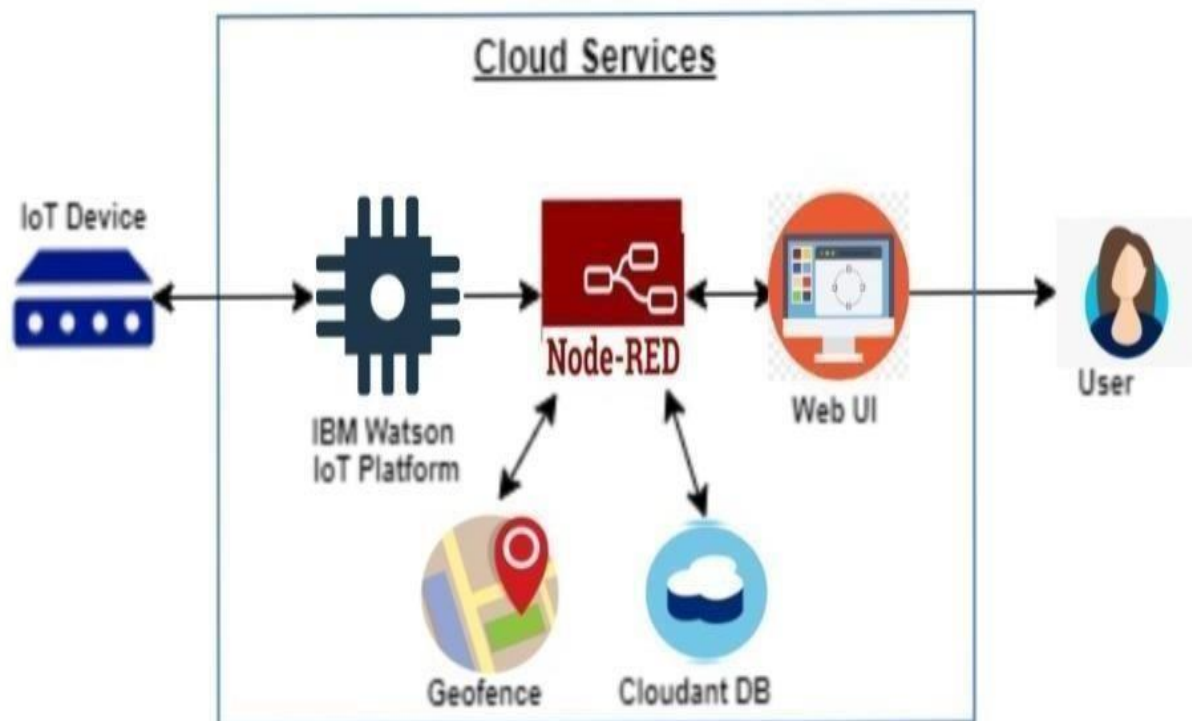 Cloud Services
IoT Device
Node-RED
IBM Watson
IoT Platform
Web UI
User
Geofence
Cloudant DB